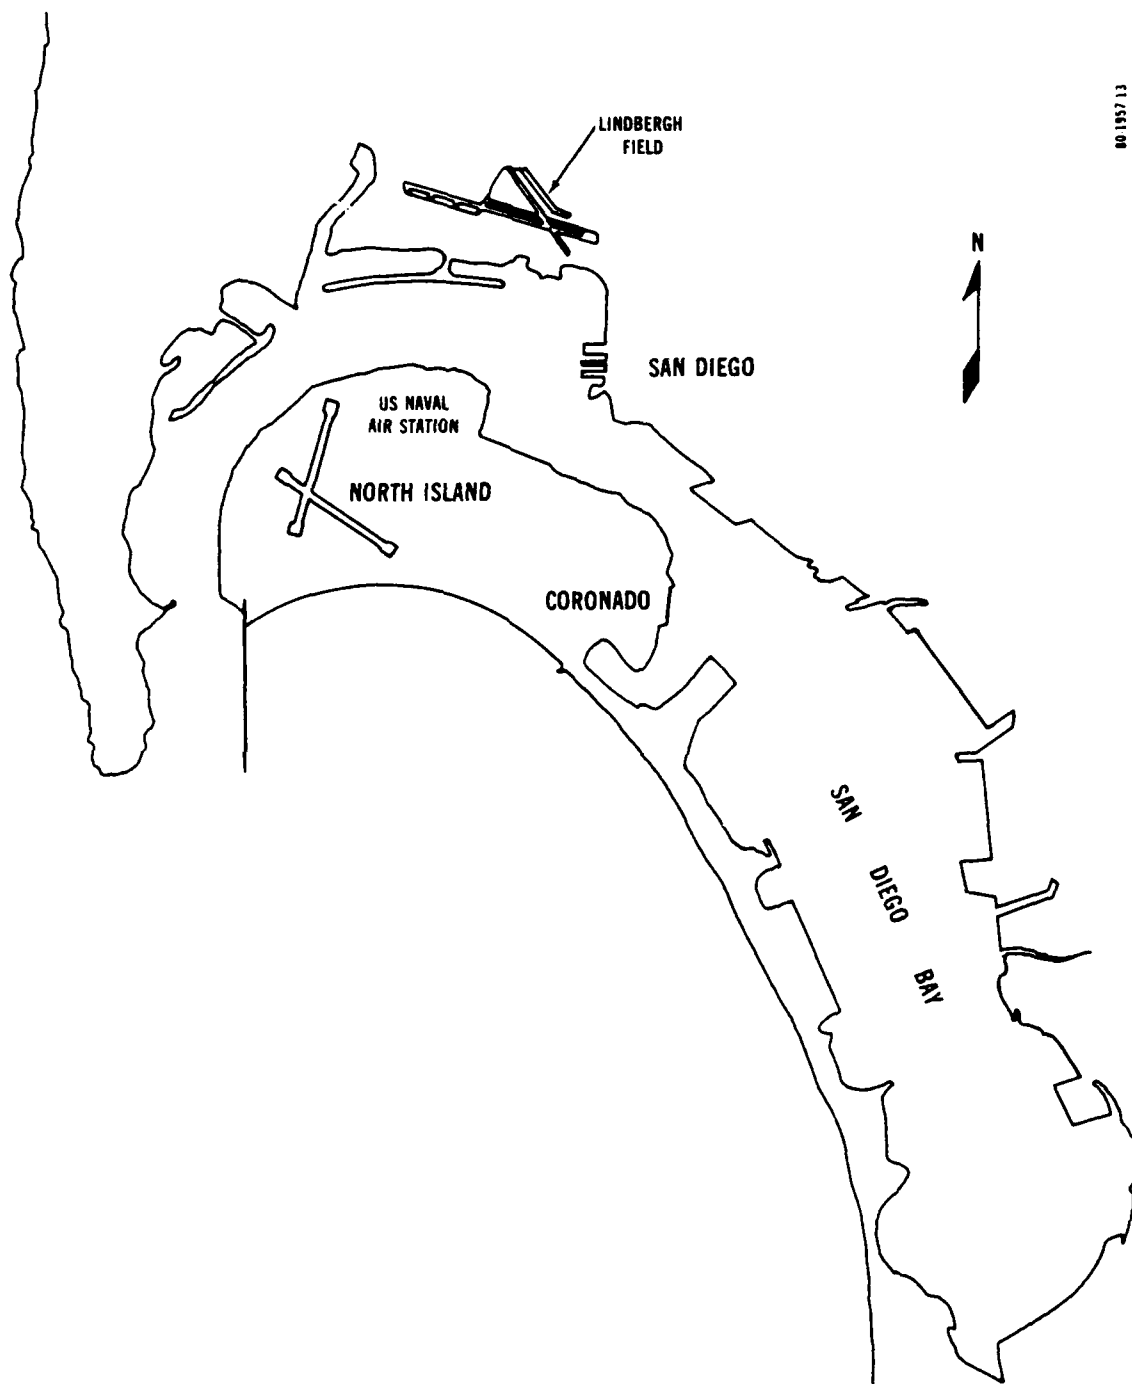 LINDBERGH
FIELD
80-1957 13
N
SAN DIEGO
US NAVAL
AIR STATION
NORTH ISLAND
CORONADO
SAN
DIEGO
BAY